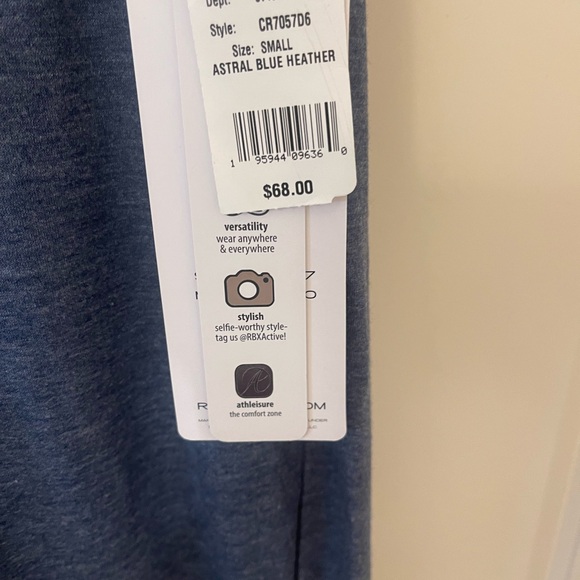 Dept:
Style: CR7057D6
Size: SMALL
ASTRAL BLUE HEATHER
1 95944 09636 0
$68.00
versatility
wear anywhere
& everywhere
stylish
selfie-worthy style-
tag us @RBXActive!
athleisure
the comfort zone